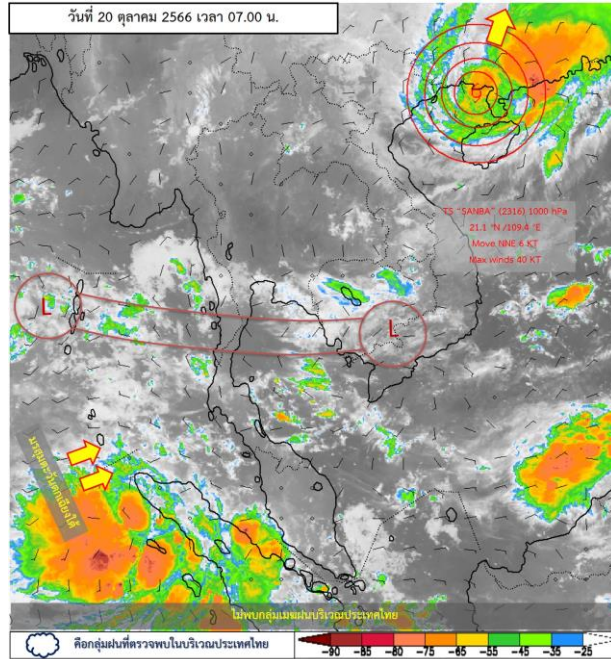 วันที่ 20 ตุลาคม 2566 เวลา 07.00 น.
TS "SANBA" (2316) 1000 hPa
21.1 °N /109.4 °E
Move NNE 6 KT
Max winds 40 KT
L
L
มรสุมตะวันตกเฉียงใต้
ไม่พบกลุ่มเมฆฝนบริเวณประเทศไทย
คือกลุ่มฝนที่ตรวจพบในบริเวณประเทศไทย
-90 -85 -80 -75 -65 -55 -45 -35 -25